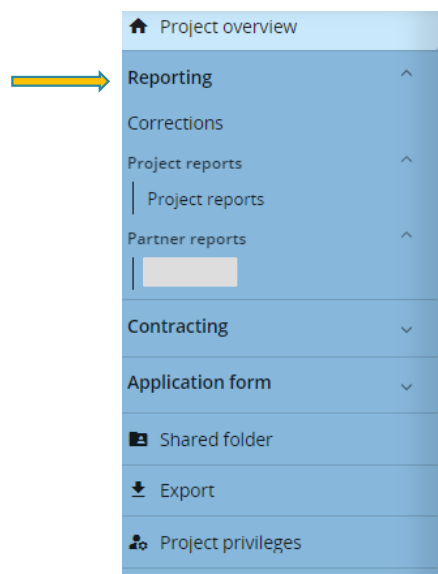 Project overview
Reporting
Corrections
Project reports
Project reports
Partner reports
Contracting
Application form
Shared folder
Export
Project privileges